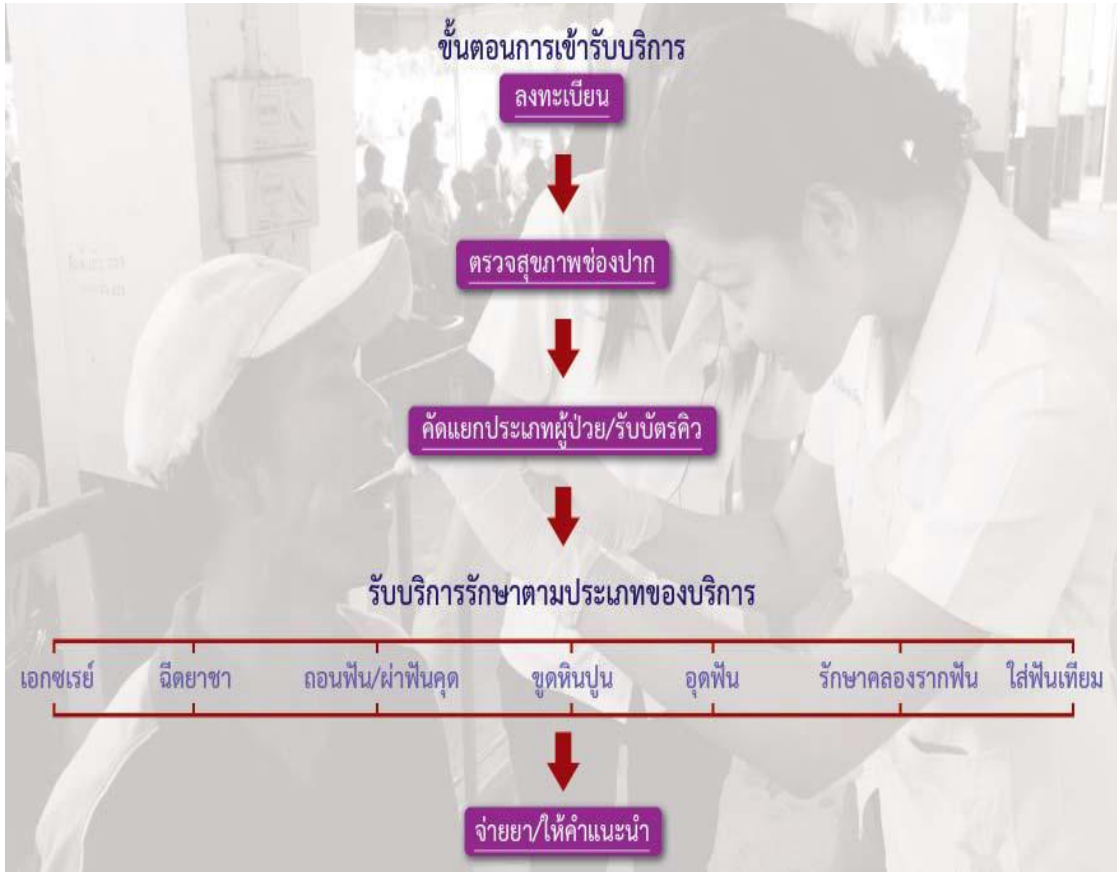 ขั้นตอนการเข้ารับบริการ
ลงทะเบียน
ตรวจสุขภาพช่องปาก
คัดแยกประเภทผู้ป่วย/รับบัตรคิว
รับบริการรักษาตามประเภทของบริการ
เอกซเรย์ ฉีดยาชา ถอนฟัน/ผ่าฟันคุด ขูดหินปูน อุดฟัน รักษาคลองรากฟัน ใส่ฟันเทียม
จ่ายยา/ให้คำแนะนำ